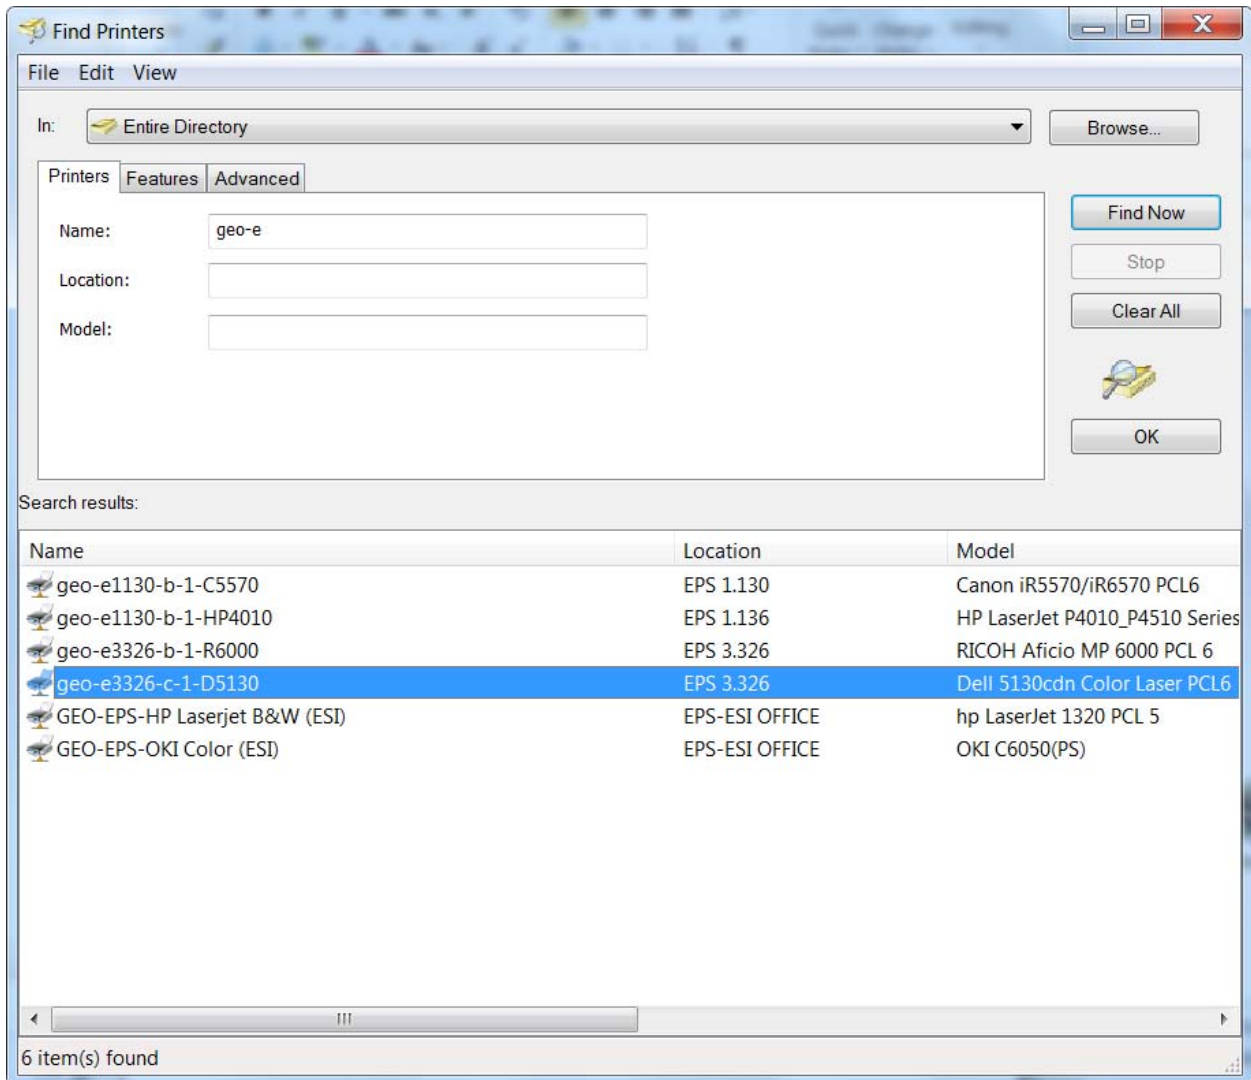 Find Printers
File Edit View
In: Entire Directory Browse...
Printers Features Advanced
Name: geo-e Find Now
Location: Stop
Model: Clear All
OK
Search results:
Name Location Model
geo-e1130-b-1-C5570 EPS 1.130 Canon iR5570/iR6570 PCL6
geo-e1130-b-1-HP4010 EPS 1.136 HP LaserJet P4010_P4510 Series
geo-e3326-b-1-R6000 EPS 3.326 RICOH Aficio MP 6000 PCL 6
geo-e3326-c-1-D5130 EPS 3.326 Dell 5130cdn Color Laser PCL6
GEO-EPS-HP Laserjet B&W (ESI) EPS-ESI OFFICE hp LaserJet 1320 PCL 5
GEO-EPS-OKI Color (ESI) EPS-ESI OFFICE OKI C6050(PS)
6 item(s) found